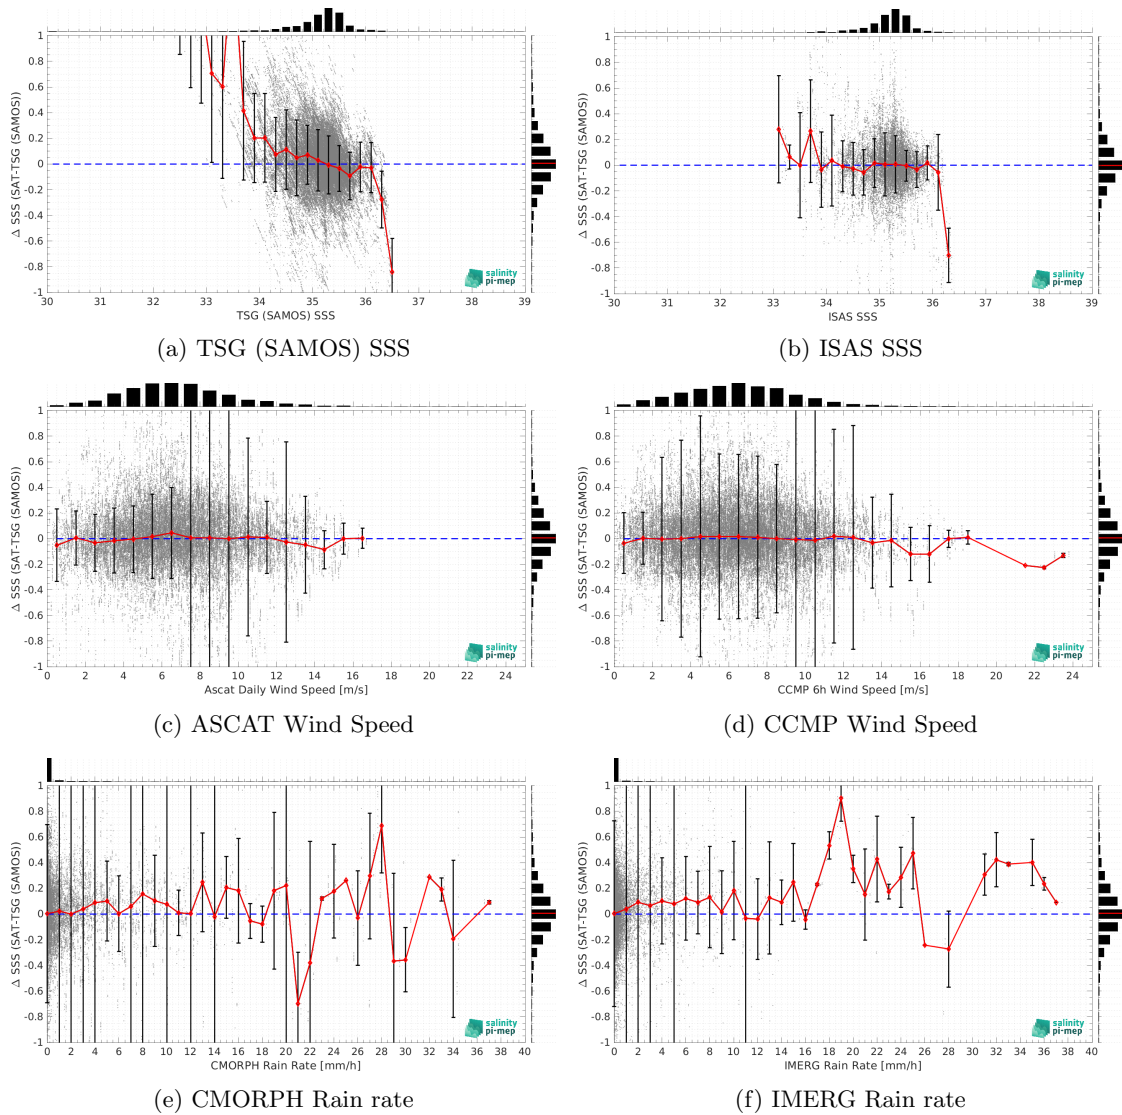 1
0.8
0.6
0.4
0.2
0
-0.2
-0.4
-0.6
-0.8
-1
Δ SSS (SAT-TSG (SAMOS))
30 31 32 33 34 35 36 37 38 39
TSG (SAMOS) SSS
salinity
pi-mep
(a) TSG (SAMOS) SSS
1
0.8
0.6
0.4
0.2
0
-0.2
-0.4
-0.6
-0.8
-1
Δ SSS (SAT-TSG (SAMOS))
30 31 32 33 34 35 36 37 38 39
ISAS SSS
salinity
pi-mep
(b) ISAS SSS
1
0.8
0.6
0.4
0.2
0
-0.2
-0.4
-0.6
-0.8
-1
Δ SSS (SAT-TSG (SAMOS))
0 2 4 6 8 10 12 14 16 18 20 22 24
Ascat Daily Wind Speed [m/s]
salinity
pi-mep
(c) ASCAT Wind Speed
1
0.8
0.6
0.4
0.2
0
-0.2
-0.4
-0.6
-0.8
-1
Δ SSS (SAT-TSG (SAMOS))
0 2 4 6 8 10 12 14 16 18 20 22 24
CCMP 6h Wind Speed [m/s]
salinity
pi-mep
(d) CCMP Wind Speed
1
0.8
0.6
0.4
0.2
0
-0.2
-0.4
-0.6
-0.8
-1
Δ SSS (SAT-TSG (SAMOS))
0 2 4 6 8 10 12 14 16 18 20 22 24 26 28 30 32 34 36 38 40
CMORPH Rain Rate [mm/h]
salinity
pi-mep
(e) CMORPH Rain rate
1
0.8
0.6
0.4
0.2
0
-0.2
-0.4
-0.6
-0.8
-1
Δ SSS (SAT-TSG (SAMOS))
0 2 4 6 8 10 12 14 16 18 20 22 24 26 28 30 32 34 36 38 40
IMERG Rain Rate [mm/h]
salinity
pi-mep
(f) IMERG Rain rate